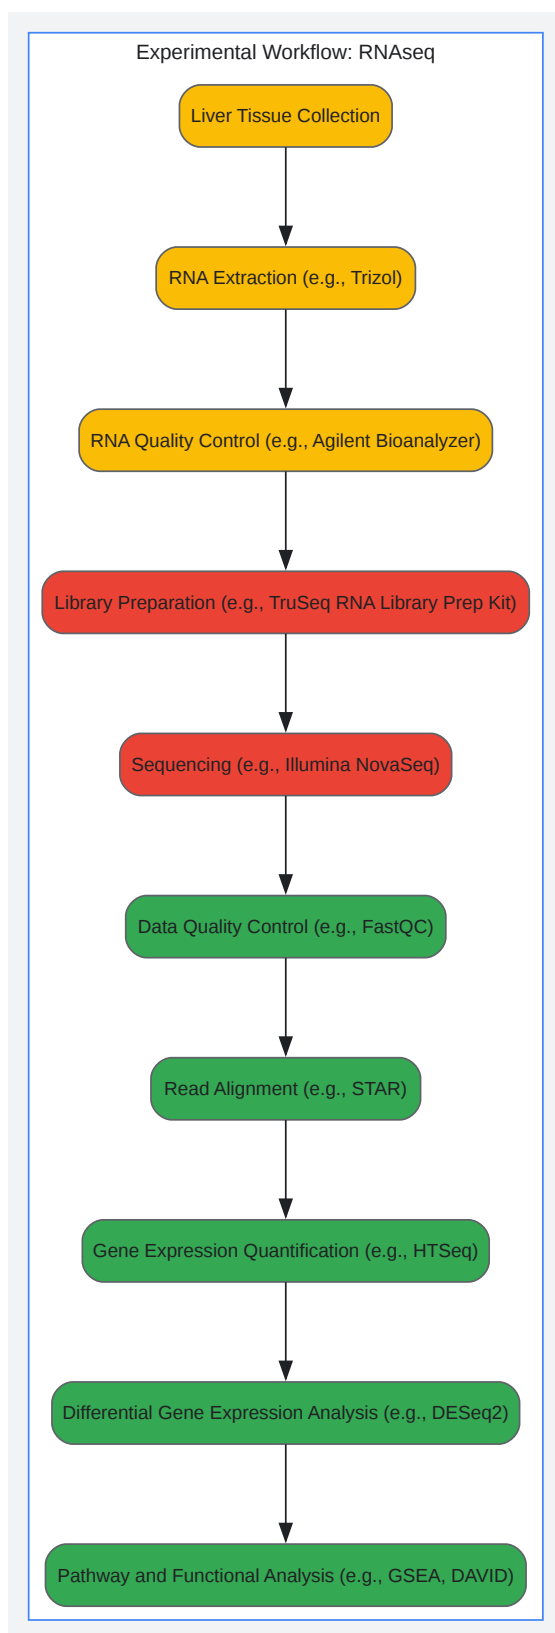 Experimental Workflow: RNAseq
Liver Tissue Collection
RNA Extraction (e.g., Trizol)
RNA Quality Control (e.g., Agilent Bioanalyzer)
Library Preparation (e.g., TruSeq RNA Library Prep Kit)
Sequencing (e.g., Illumina NovaSeq)
Data Quality Control (e.g., FastQC)
Read Alignment (e.g., STAR)
Gene Expression Quantification (e.g., HTSeq)
Differential Gene Expression Analysis (e.g., DESeq2)
Pathway and Functional Analysis (e.g., GSEA, DAVID)